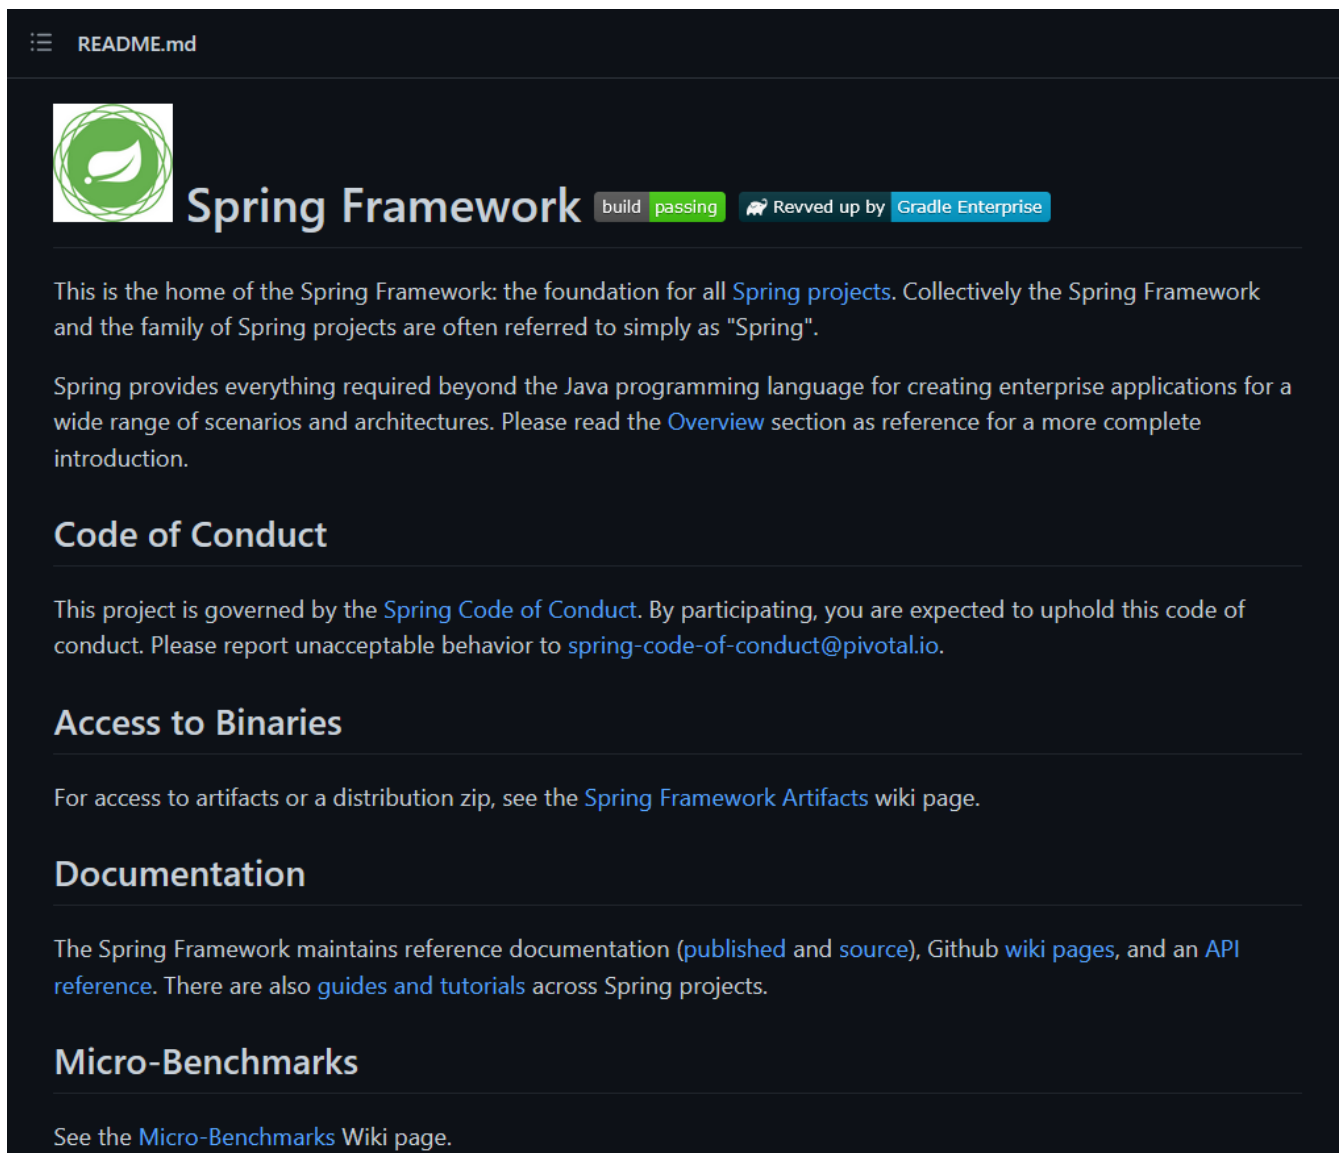 README.md
Spring Framework build passing Revved up by Gradle Enterprise
This is the home of the Spring Framework: the foundation for all Spring projects. Collectively the Spring Framework
and the family of Spring projects are often referred to simply as "Spring".
Spring provides everything required beyond the Java programming language for creating enterprise applications for a
wide range of scenarios and architectures. Please read the Overview section as reference for a more complete
introduction.
Code of Conduct
This project is governed by the Spring Code of Conduct. By participating, you are expected to uphold this code of
conduct. Please report unacceptable behavior to spring-code-of-conduct@pivotal.io.
Access to Binaries
For access to artifacts or a distribution zip, see the Spring Framework Artifacts wiki page.
Documentation
The Spring Framework maintains reference documentation (published and source), Github wiki pages, and an API
reference. There are also guides and tutorials across Spring projects.
Micro-Benchmarks
See the Micro-Benchmarks Wiki page.